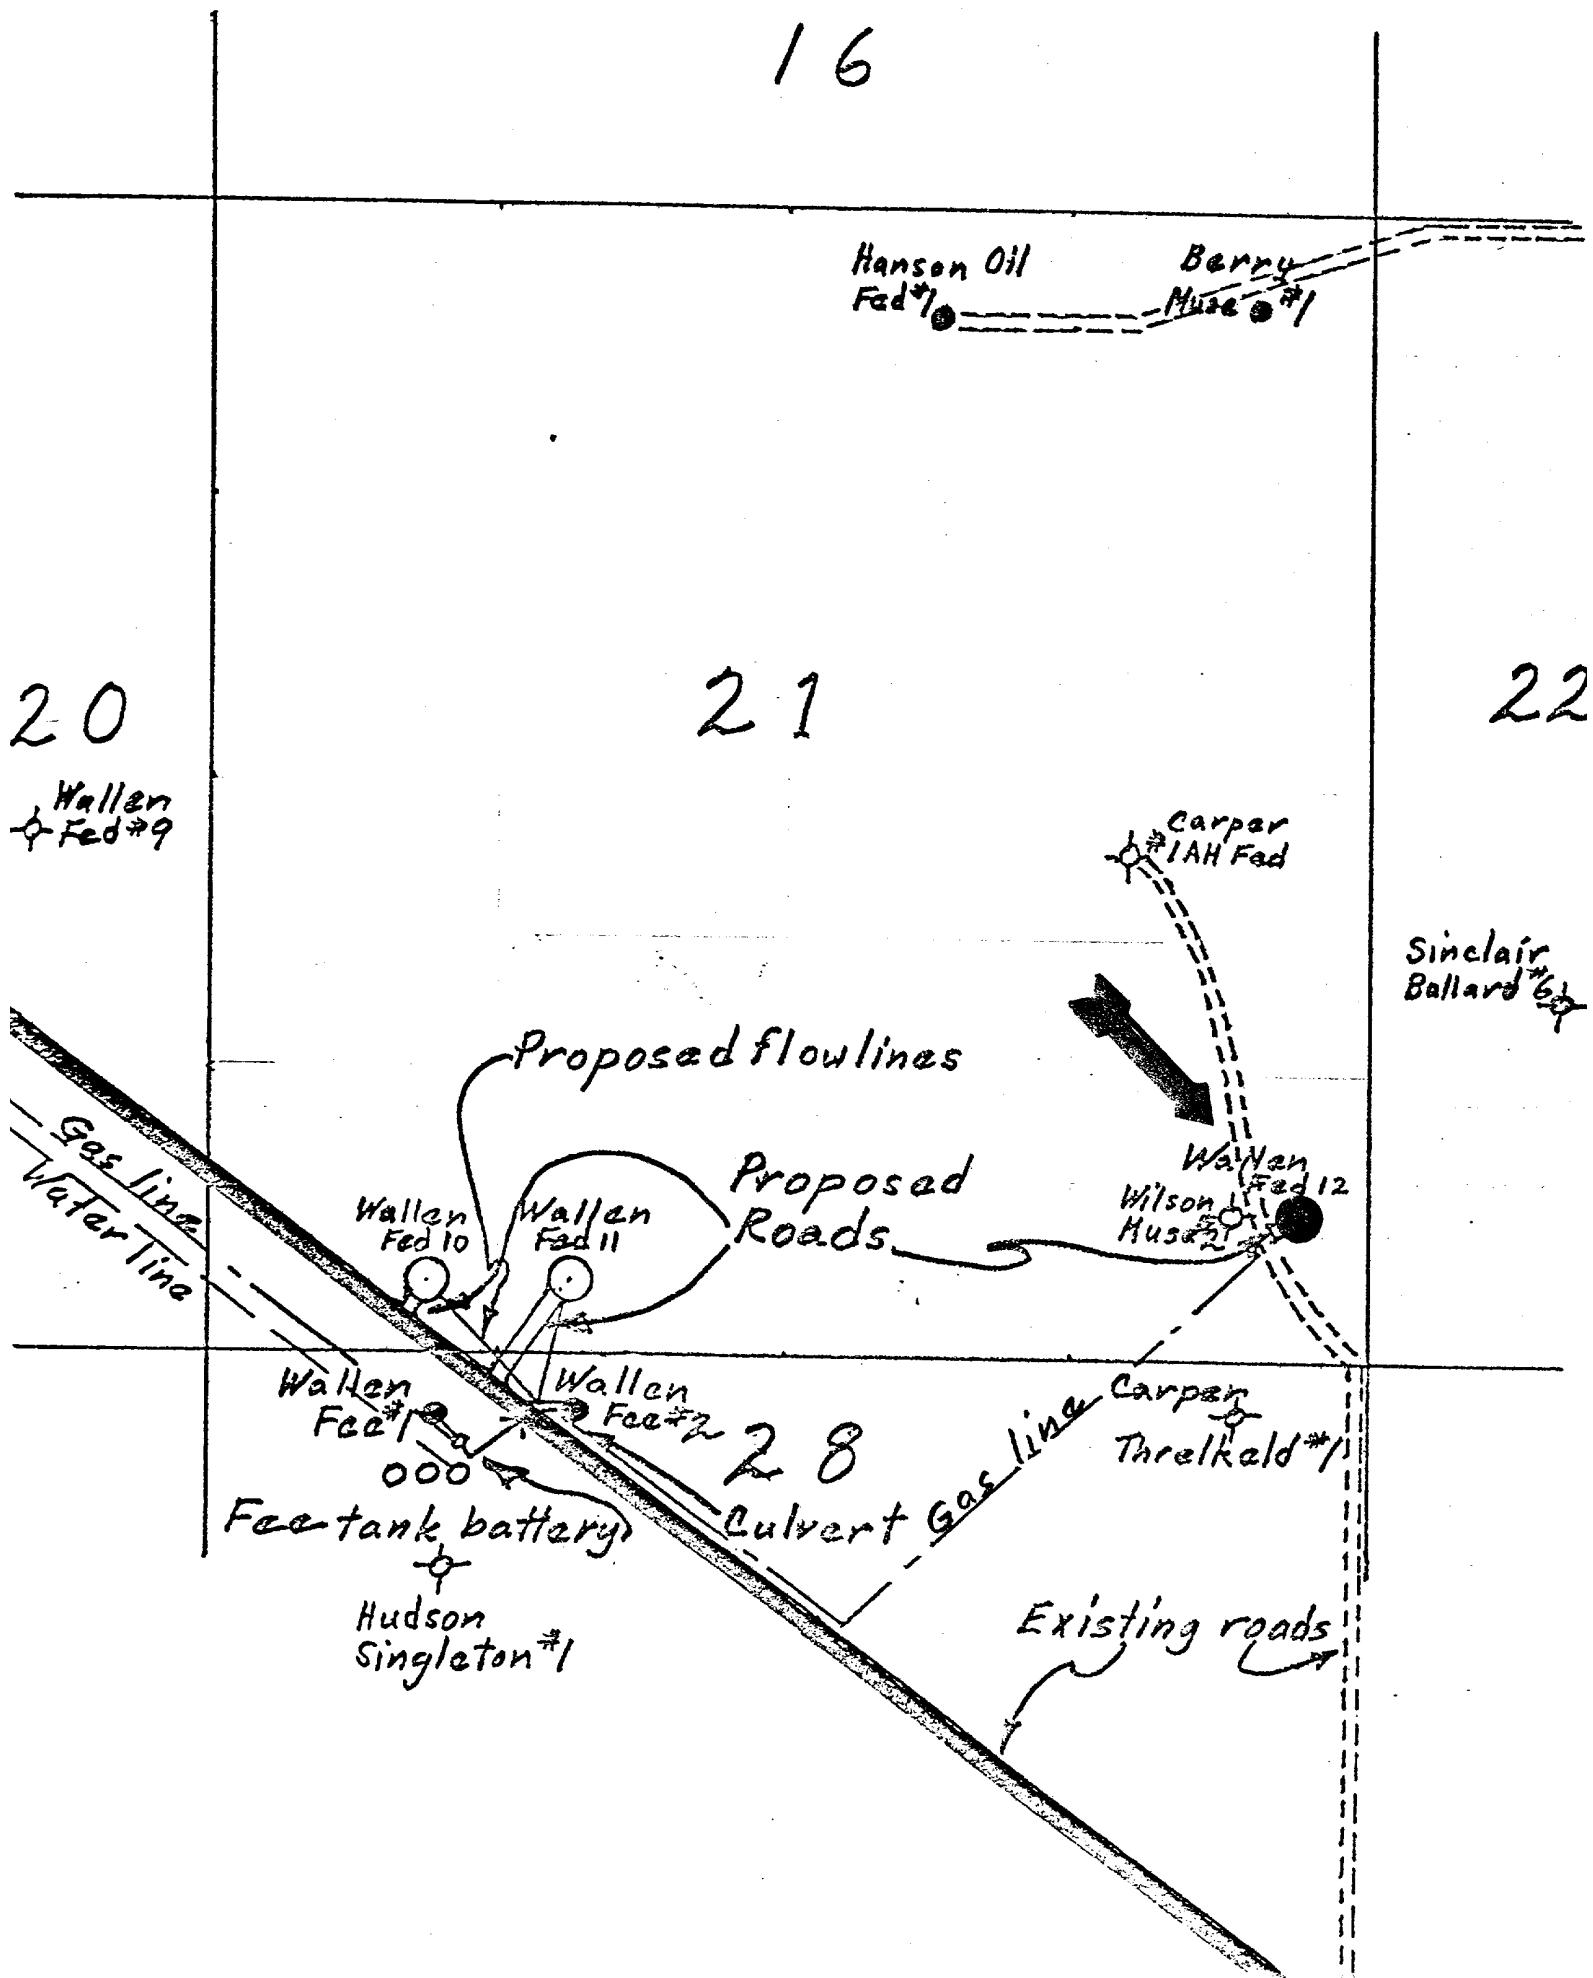 16
Hanson Oil
Fed #1
Berry
Muse #1
20
21
22
Wallen
Fed #9
Carper
#1 AH Fed
Sinclair
Ballard #6
Proposed flowlines
Gas line
Water line
Proposed
Roads
Wallen
Fed 10
Wallen
Fed 11
Wallen
Fed 12
Wilson
Muse 2
Wallen
Fee #1
Wallen
Fee #2
28
Carper
Threlkeld #1
Gas line
Culvert
Fee tank battery
Hudson
Singleton #1
Existing roads